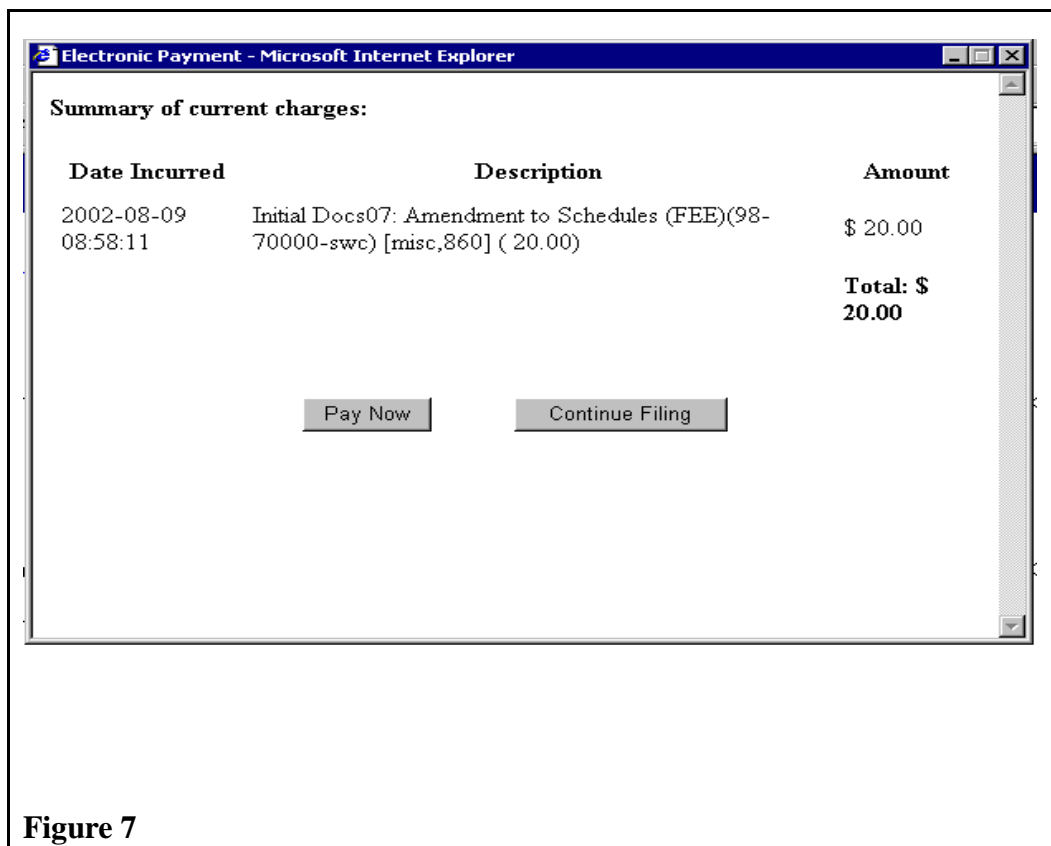 Electronic Payment - Microsoft Internet Explorer
Summary of current charges:
Date Incurred Description Amount
2002-08-09 Initial Docs07: Amendment to Schedules (FEE)(98-
08:58:11 70000-swc) [misc,860] ( 20.00)
$ 20.00
Total: $
20.00
Pay Now Continue Filing
Figure 7